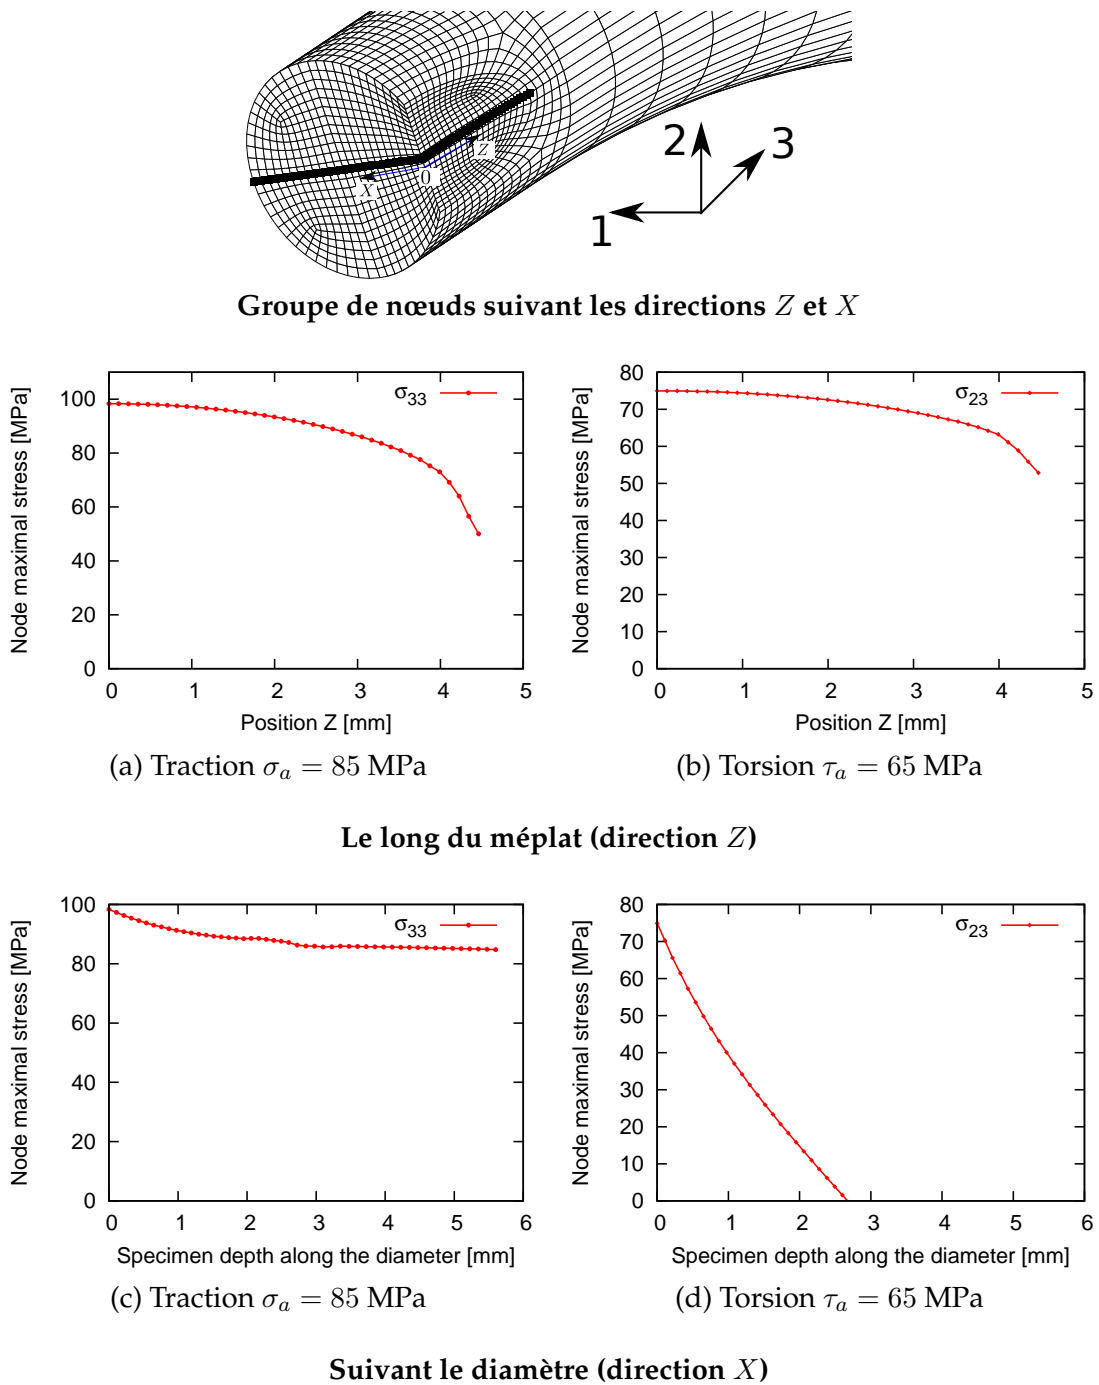 X
0
Z
2
3
1
Groupe de nœuds suivant les directions Z et X
Node maximal stress [MPa]
100
80
60
40
20
0
σ33
0 1 2 3 4 5
Position Z [mm]
(a) Traction σa = 85 MPa
Node maximal stress [MPa]
80
70
60
50
40
30
20
10
0
σ23
0 1 2 3 4 5
Position Z [mm]
(b) Torsion τa = 65 MPa
Le long du méplat (direction Z)
Node maximal stress [MPa]
100
80
60
40
20
0
σ33
0 1 2 3 4 5 6
Specimen depth along the diameter [mm]
(c) Traction σa = 85 MPa
Node maximal stress [MPa]
80
70
60
50
40
30
20
10
0
σ23
0 1 2 3 4 5 6
Specimen depth along the diameter [mm]
(d) Torsion τa = 65 MPa
Suivant le diamètre (direction X)